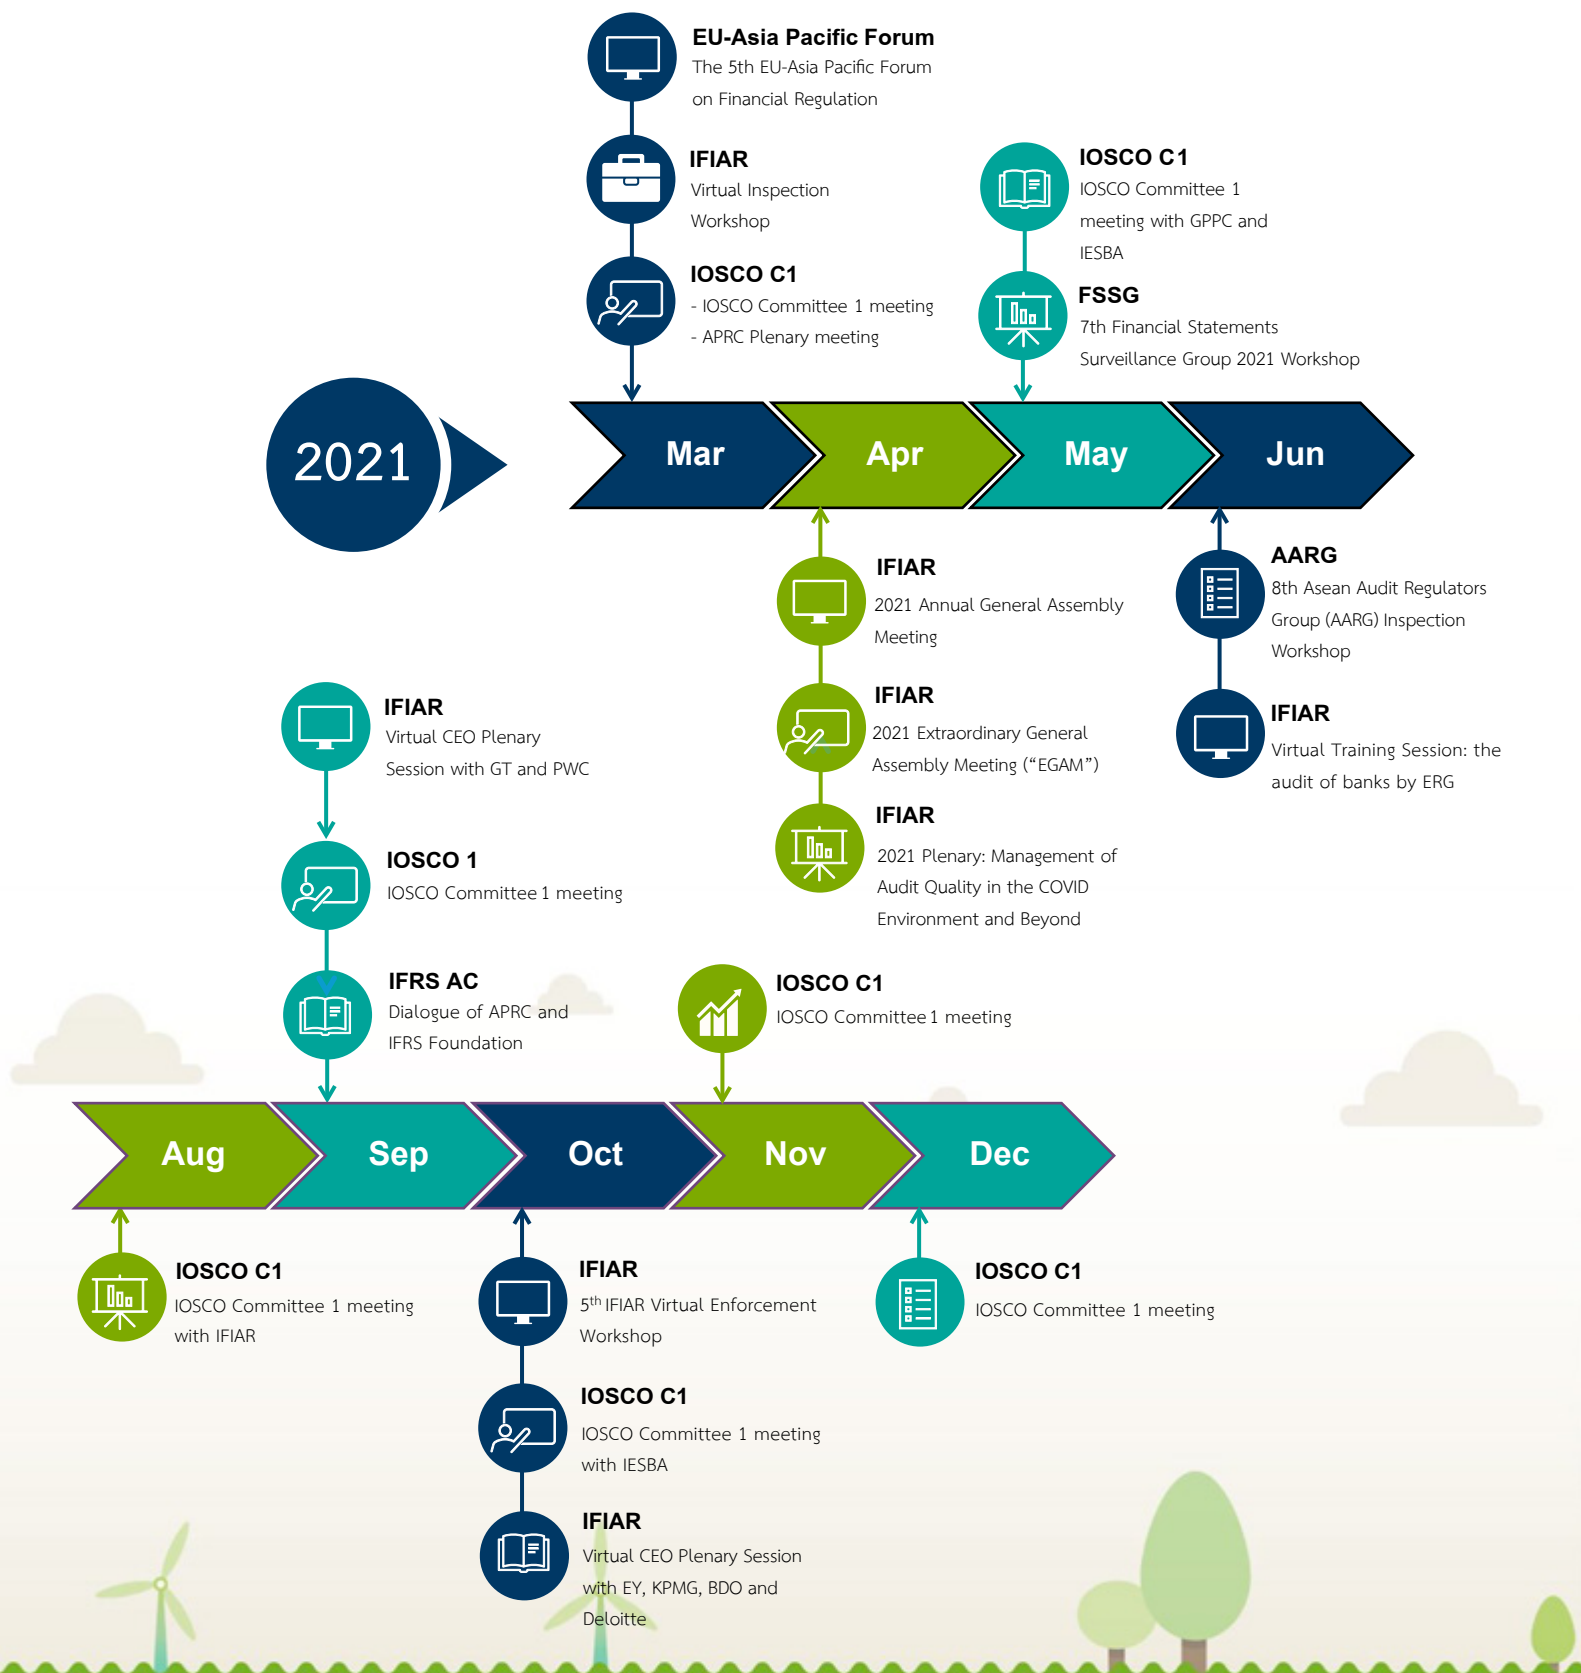 EU-Asia Pacific Forum
The 5th EU-Asia Pacific Forum
on Financial Regulation
IFIAR
Virtual Inspection
Workshop
IOSCO C1
- IOSCO Committee 1 meeting
- APRC Plenary meeting
IOSCO C1
IOSCO Committee 1
meeting with GPPC and
IESBA
FSSG
7th Financial Statements
Surveillance Group 2021 Workshop
2021
Mar
Apr
May
Jun
IFIAR
2021 Annual General Assembly
Meeting
IFIAR
2021 Extraordinary General
Assembly Meeting (“EGAM”)
IFIAR
2021 Plenary: Management of
Audit Quality in the COVID
Environment and Beyond
AARG
8th Asean Audit Regulators
Group (AARG) Inspection
Workshop
IFIAR
Virtual Training Session: the
audit of banks by ERG
IFIAR
Virtual CEO Plenary
Session with GT and PWC
IOSCO 1
IOSCO Committee 1 meeting
IFRS AC
Dialogue of APRC and
IFRS Foundation
IOSCO C1
IOSCO Committee 1 meeting
Aug
Sep
Oct
Nov
Dec
IOSCO C1
IOSCO Committee 1 meeting
with IFIAR
IFIAR
5th IFIAR Virtual Enforcement
Workshop
IOSCO C1
IOSCO Committee 1 meeting
with IESBA
IFIAR
Virtual CEO Plenary Session
with EY, KPMG, BDO and
Deloitte
IOSCO C1
IOSCO Committee 1 meeting